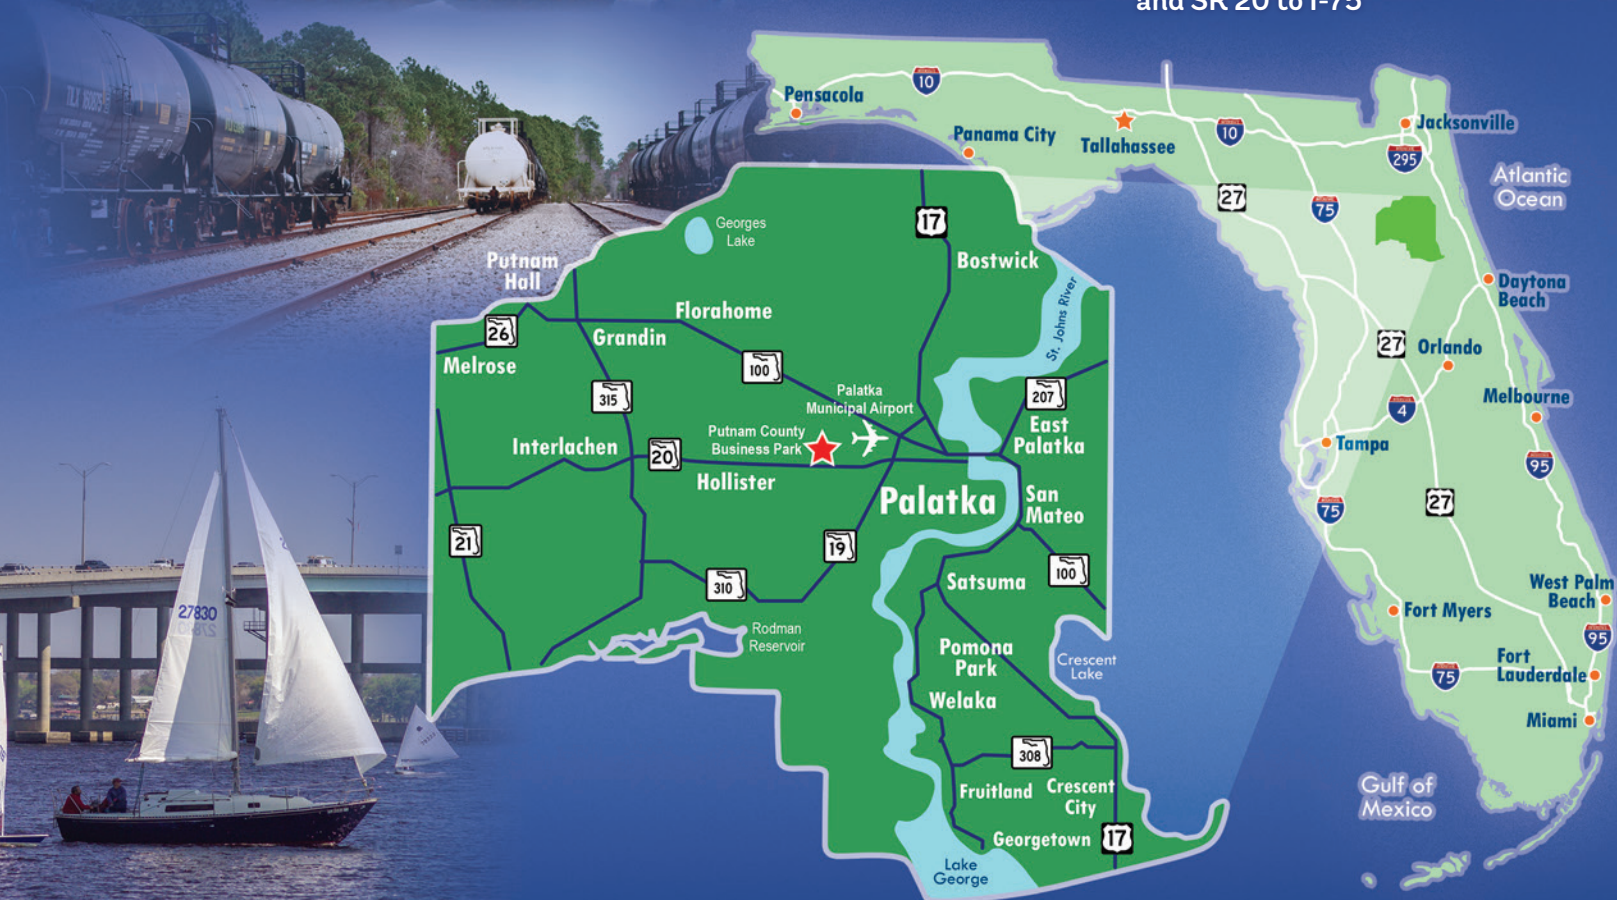 and SR 20 to I-75
10
Pensacola
Panama City
Tallahassee
10
Jacksonville
295
Atlantic
Ocean
27
75
Daytona
Beach
27
Orlando
4
Melbourne
Tampa
95
75
27
West Palm
Beach
Fort Myers
95
Fort
Lauderdale
75
Miami
Gulf of
Mexico
Georges
Lake
17
Bostwick
Putnam
Hall
St. Johns River
Florahome
26
Grandin
Melrose
100
315
Palatka
Municipal Airport
207
Putnam County
Business Park
East
Palatka
Interlachen
20
Hollister
Palatka
San
Mateo
21
19
100
310
Satsuma
Rodman
Reservoir
Pomona
Park
Crescent
Lake
Welaka
308
Fruitland
Crescent
City
Georgetown
17
Lake
George
27830